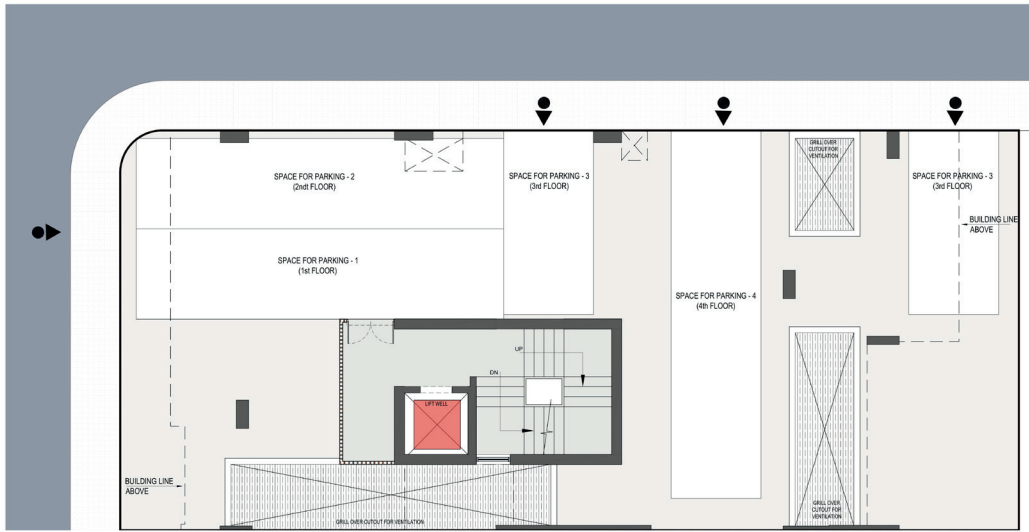 GRILL OVER
CUTOUT FOR
VENTILATION
SPACE FOR PARKING - 2
(2ndt FLOOR)
SPACE FOR PARKING - 3
(3rd FLOOR)
SPACE FOR PARKING - 3
(3rd FLOOR)
BUILDING LINE
ABOVE
SPACE FOR PARKING - 1
(1st FLOOR)
SPACE FOR PARKING - 4
(4th FLOOR)
UP
DN
LIFT WELL
BUILDING LINE
ABOVE
GRILL OVER
CUTOUT FOR
VENTILATION
GRILL OVER CUTOUT FOR VENTILATION